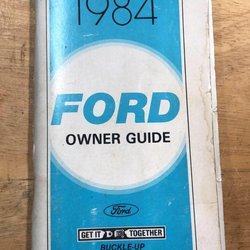 1984
FORD
OWNER GUIDE
Ford
GET IT TOGETHER
BUCKLE-UP